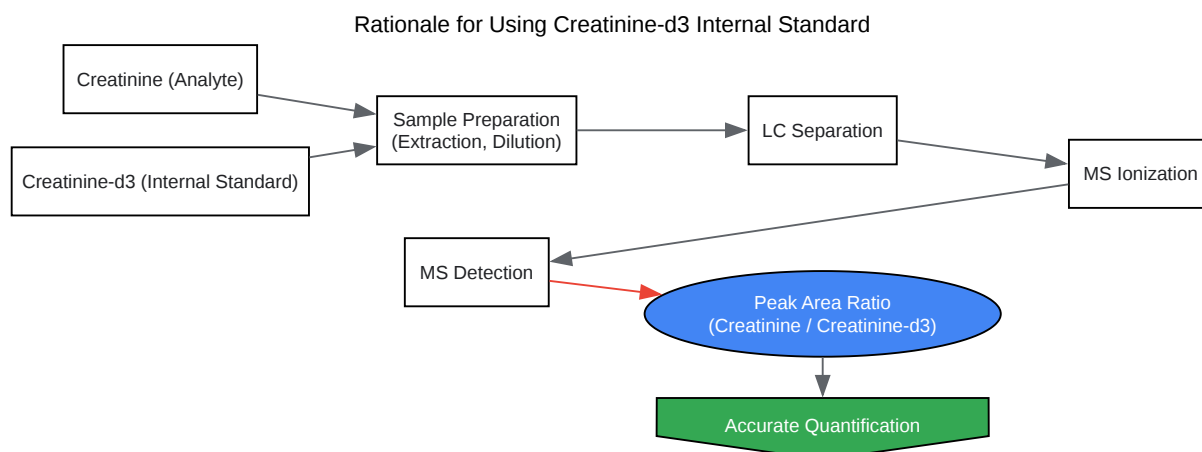 Rationale for Using Creatinine-d3 Internal Standard
Creatinine (Analyte)
Creatinine-d3 (Internal Standard)
Sample Preparation
(Extraction, Dilution)
LC Separation
MS Ionization
MS Detection
Peak Area Ratio
(Creatinine / Creatinine-d3)
Accurate Quantification